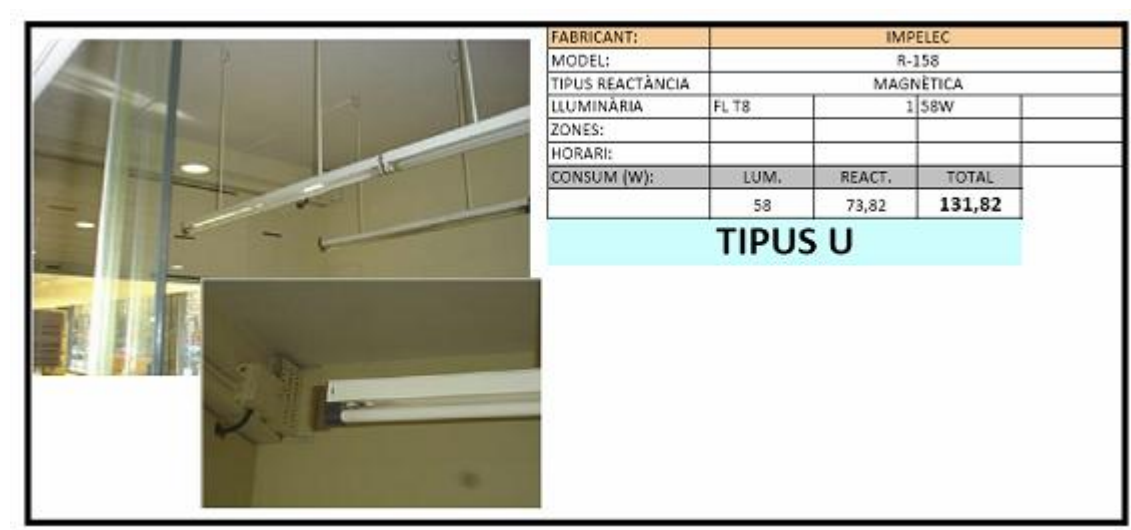 FABRICANT: IMPELEC
MODEL: R-158
TIPUS REACTÀNCIA MAGNÈTICA
LLUMINÀRIA FL T8 1 58W
ZONES:
HORARI:
CONSUM (W): LUM. REACT. TOTAL
58 73,82 131,82
TIPUS U